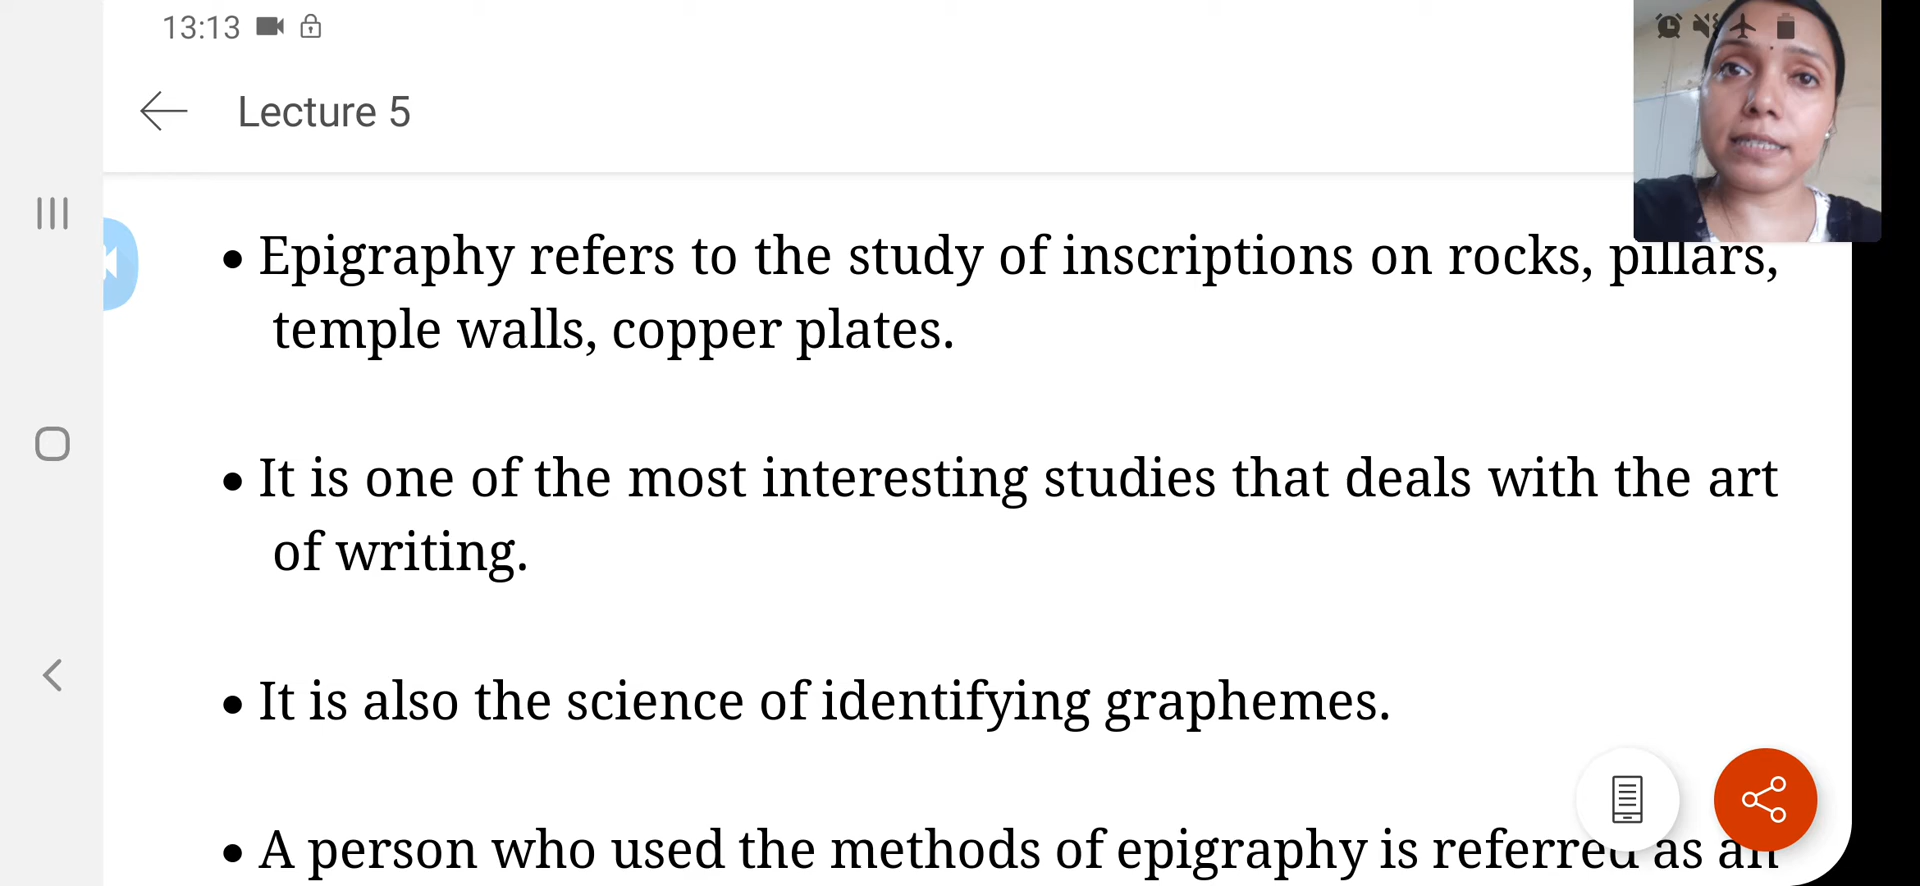 13:13
Lecture 5
• Epigraphy refers to the study of inscriptions on rocks, pillars,
temple walls, copper plates.
• It is one of the most interesting studies that deals with the art
of writing.
• It is also the science of identifying graphemes.
• A person who used the methods of epigraphy is referred as an